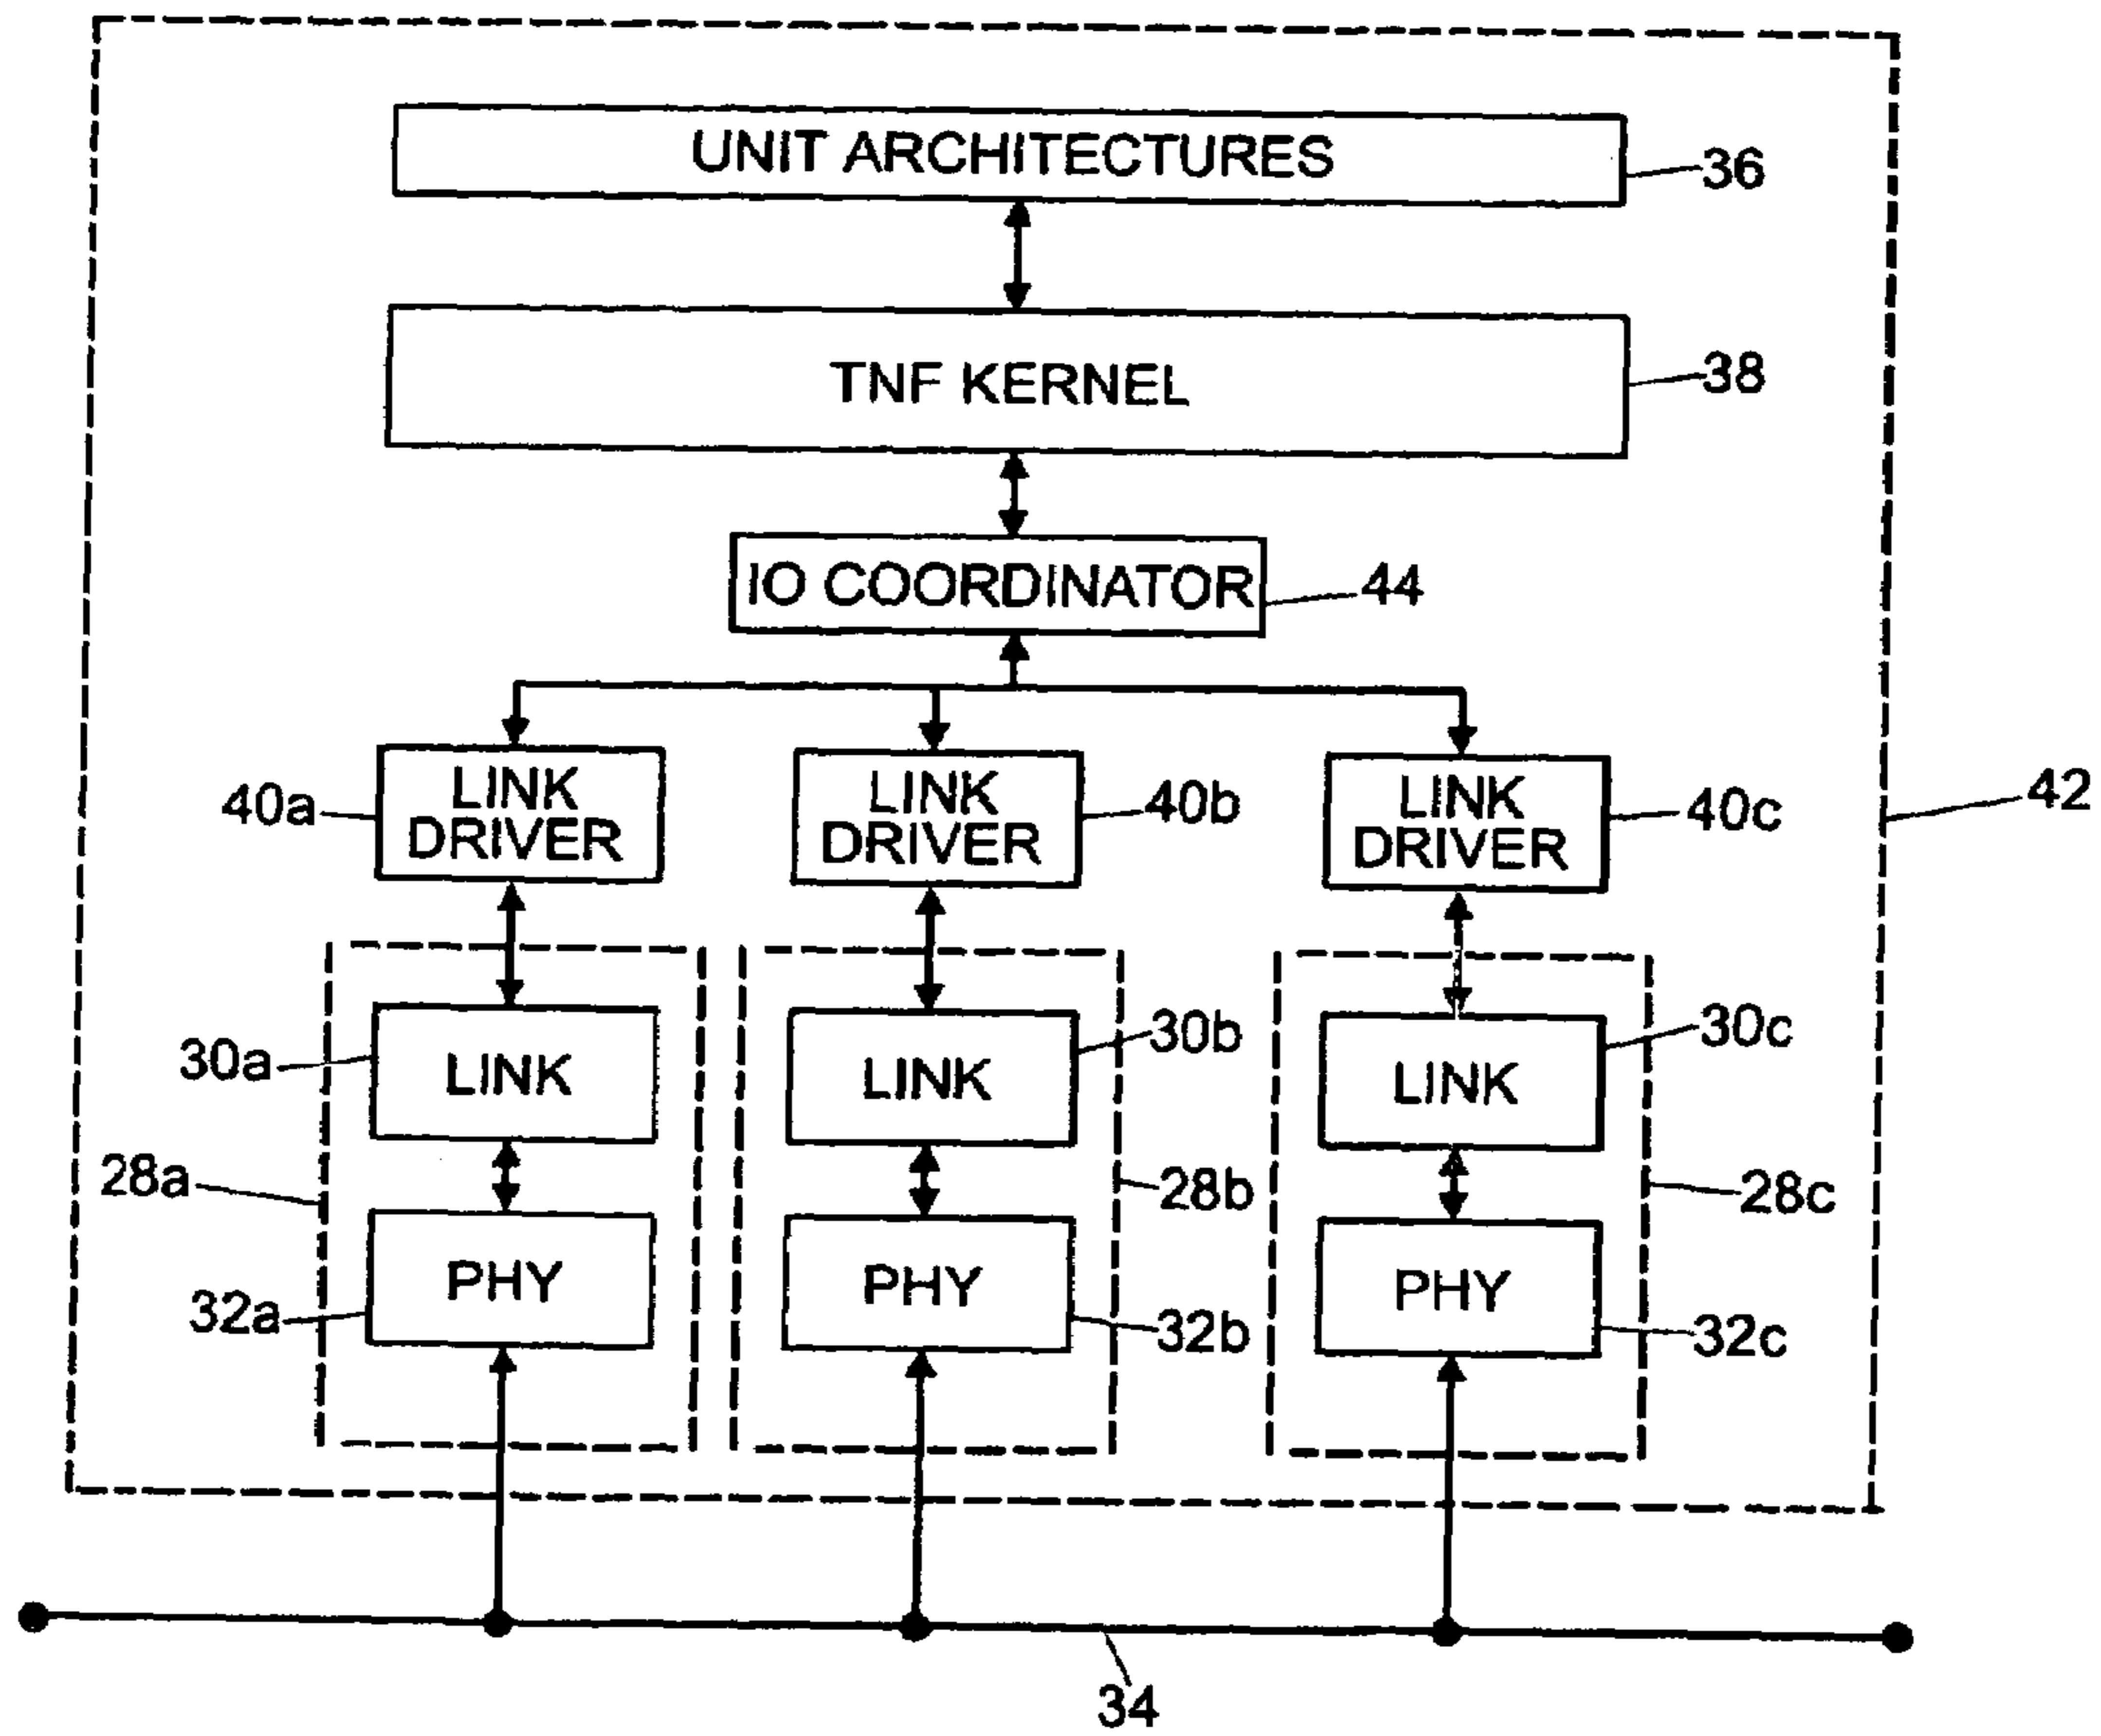 UNIT ARCHITECTURES
36
TNF KERNEL
38
IO COORDINATOR
44
40a
LINK
DRIVER
LINK
DRIVER
40b
LINK
DRIVER
40c
42
30a
LINK
LINK
30b
LINK
30c
28a
28b
28c
32a
PHY
PHY
32b
PHY
32c
34